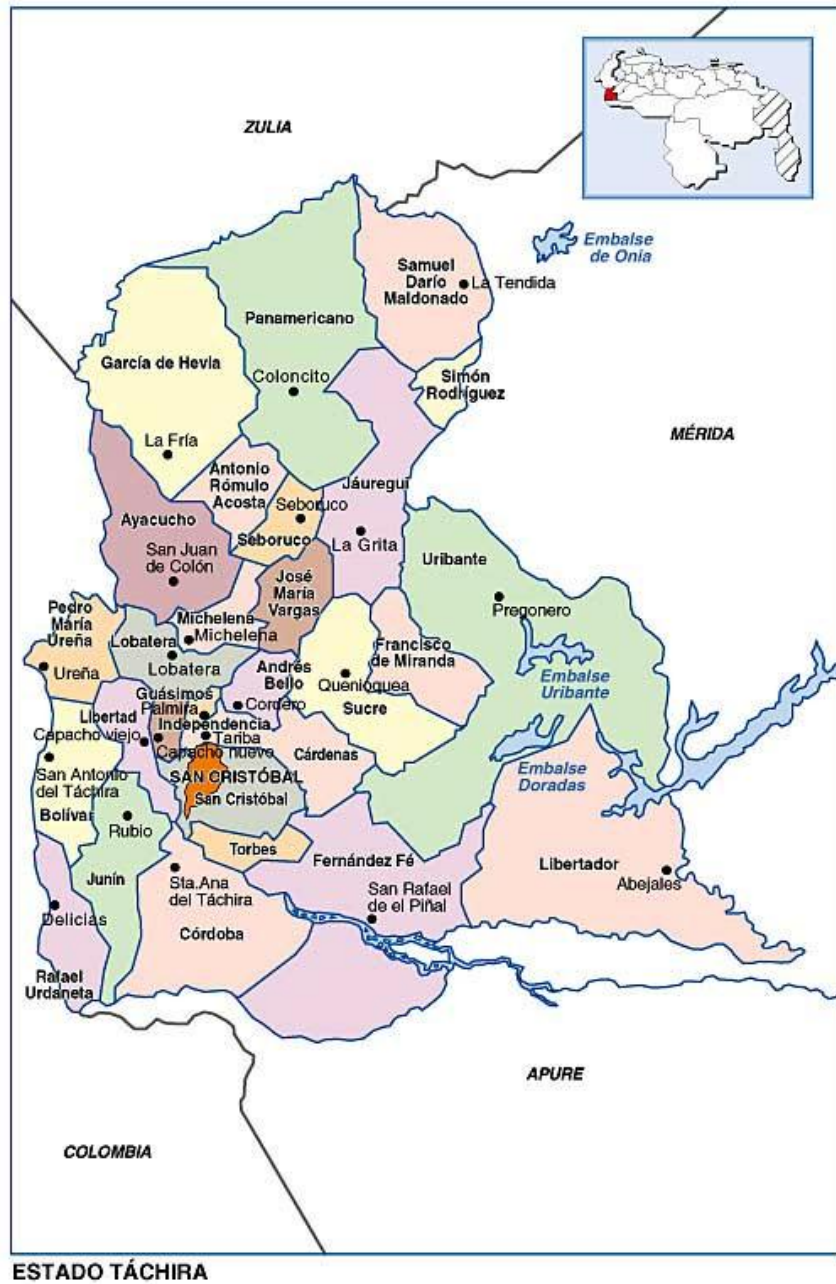 ZULIA
Embalse
de Onia
Samuel
Darío
Maldonado
La Tendida
Panamericano
García de Hevia
Simón
Rodríguez
Coloncito
MÉRIDA
La Fría
Antonio
Rómulo
Acosta
Jáuregui
Seboruco
Ayacucho
Seboruco
La Grita
Uribante
San Juan
de Colón
José
María
Vargas
Pregonero
Pedro
María
Ureña
Michelena
Michelena
Lobatera
Lobatera
Francisco
de Miranda
Andrés
Bello
Ureña
Quenioquea
Embalse
Uribante
Guásimos
Palmira
Cordero
Sucre
Libertad
Independencia
Capacho viejo
Tariba
Capacho nuevo
Cárdenas
San Antonio
del Táchira
SAN CRISTÓBAL
San Cristóbal
Embalse
Doradas
Bolívar
Rubio
Torbes
Fernández Fé
Libertador
Junín
Sta.Ana
del Táchira
San Rafael
de el Piñal
Abejales
Delicias
Córdoba
Rafael
Urdaneta
APURE
COLOMBIA
ESTADO TÁCHIRA